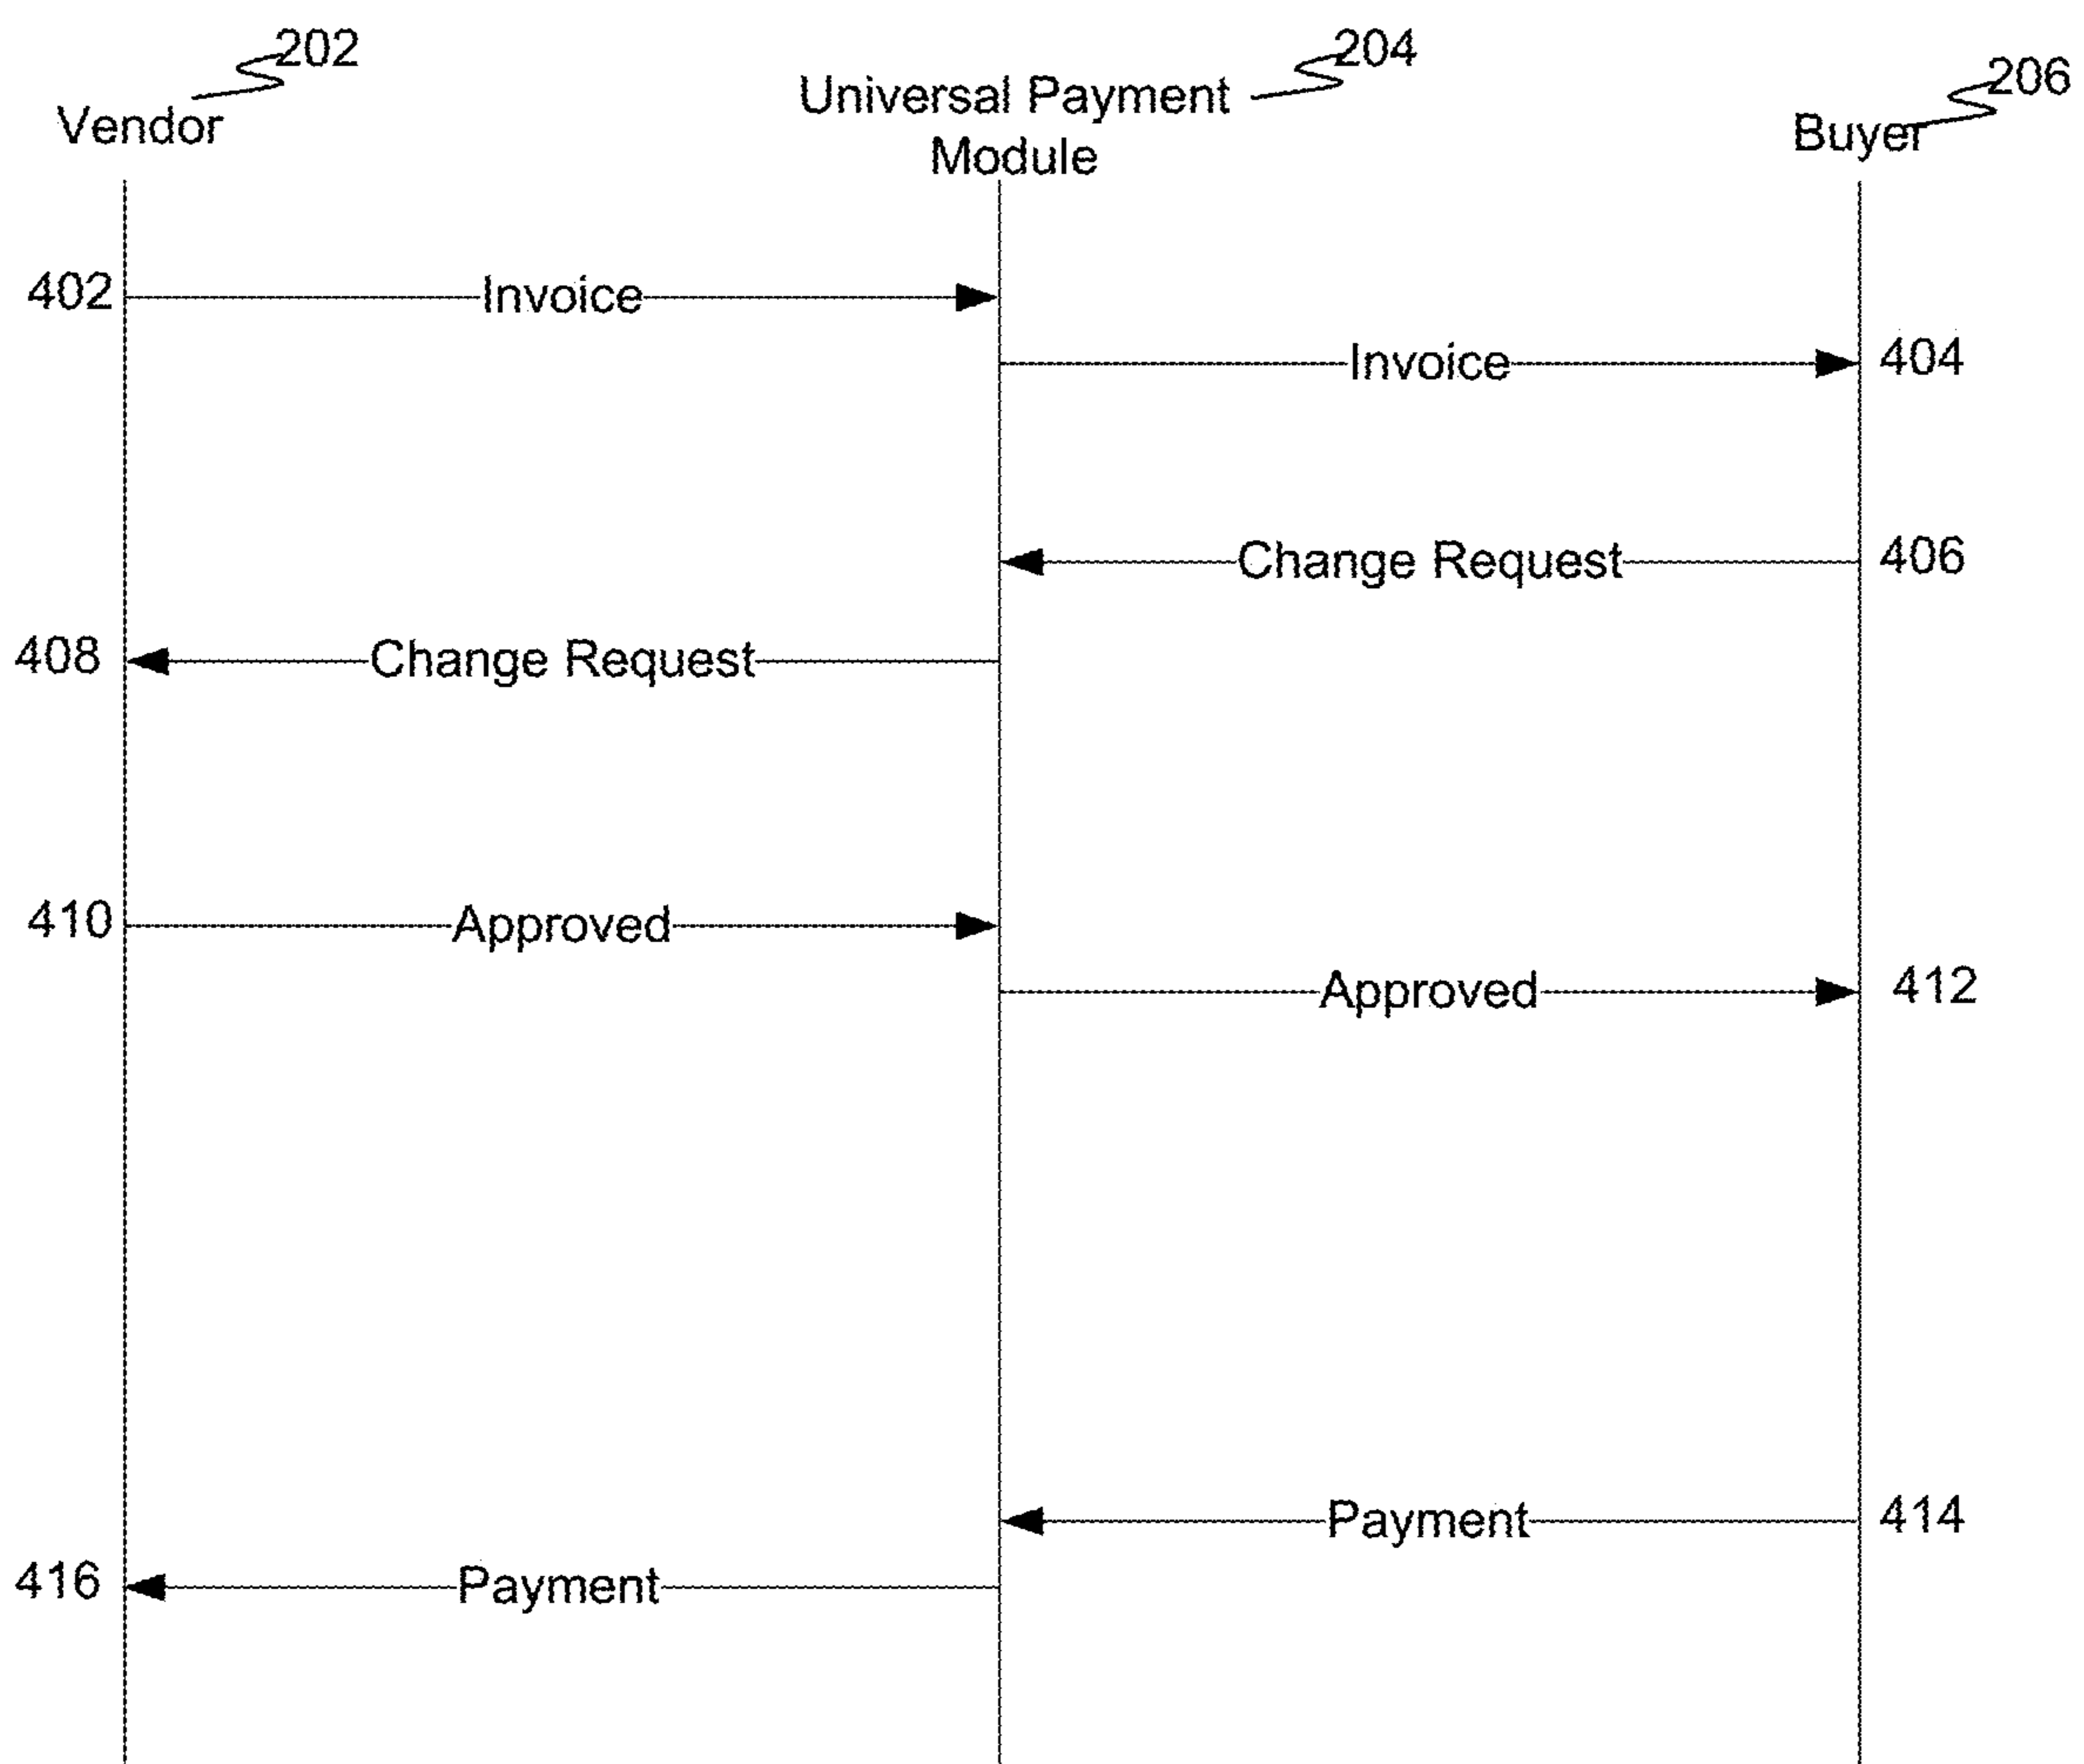 202
204
206
Vendor
Universal Payment
Module
Buyer
402
Invoice
Invoice
404
Change Request
406
408
Change Request
410
Approved
Approved
412
Payment
414
416
Payment